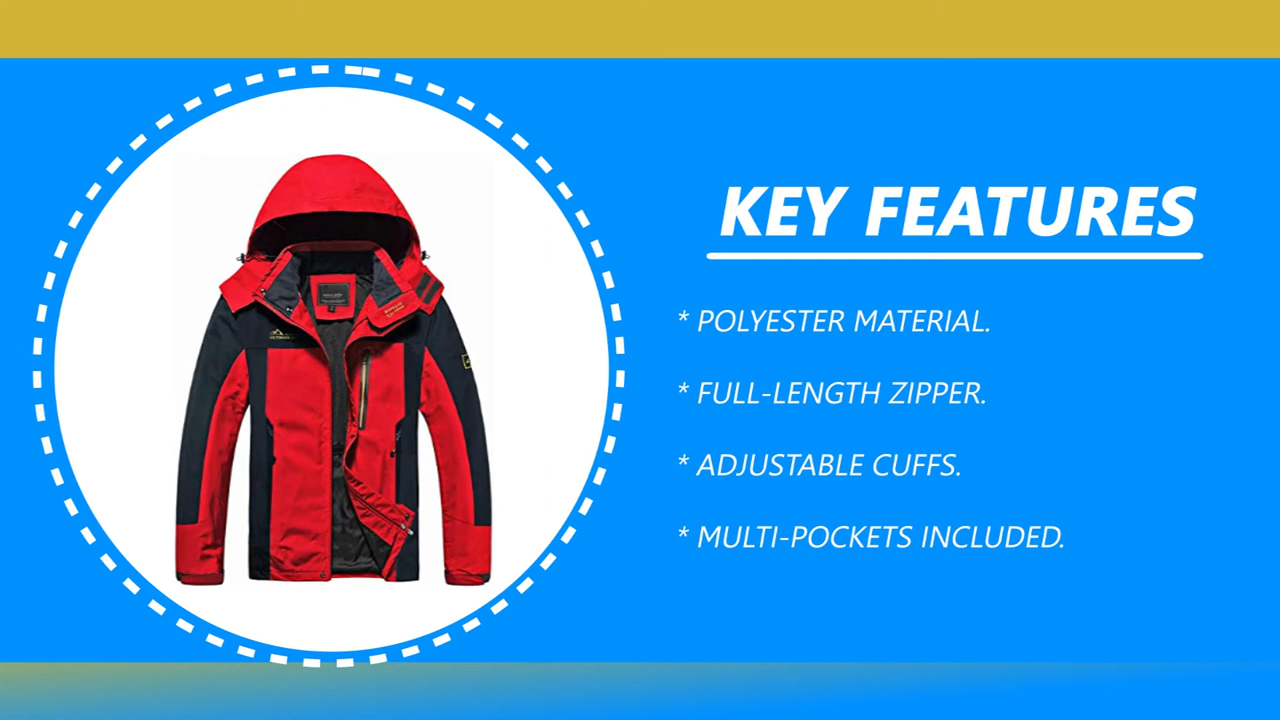 KEY FEATURES
* POLYESTER MATERIAL.
* FULL-LENGTH ZIPPER.
* ADJUSTABLE CUFFS.
* MULTI-POCKETS INCLUDED.